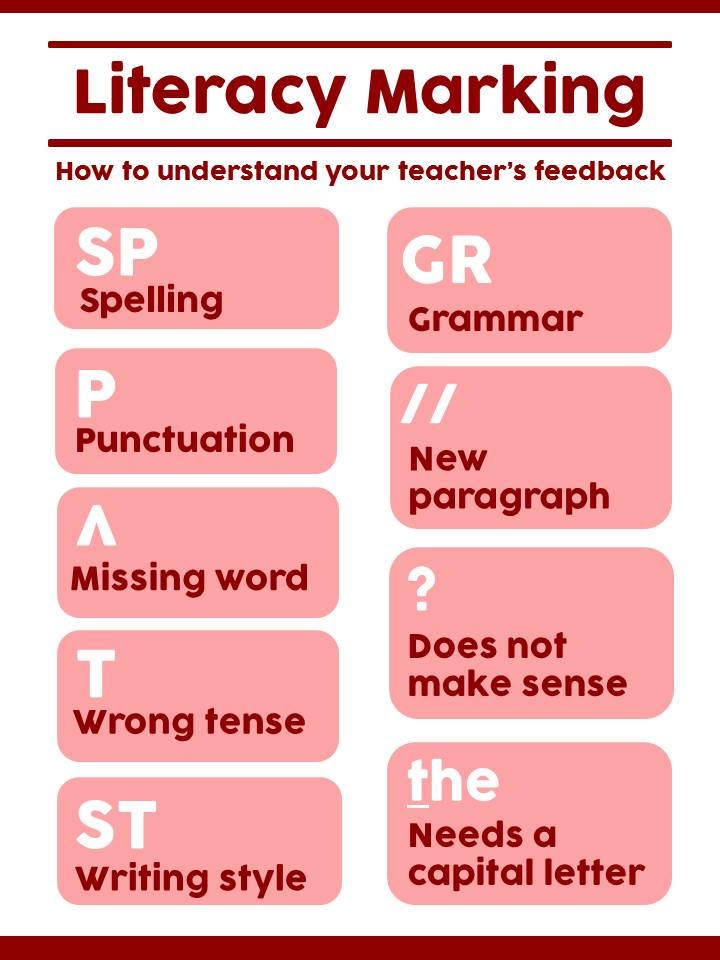 Literacy Marking
How to understand your teacher's feedback
SP
Spelling
P
Punctuation
Λ
Missing word
T
Wrong tense
ST
Writing style
GR
Grammar
//
New
paragraph
?
Does not
make sense
the
Needs a
capital letter